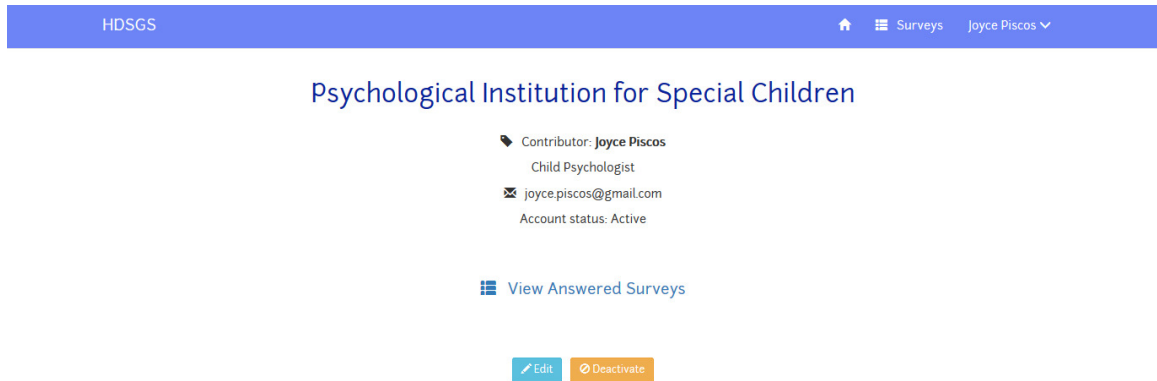 HDSGS Surveys Joyce Piscos
Psychological Institution for Special Children
Contributor: Joyce Piscos
Child Psychologist
joyce.piscos@gmail.com
Account status: Active
View Answered Surveys
Edit Deactivate